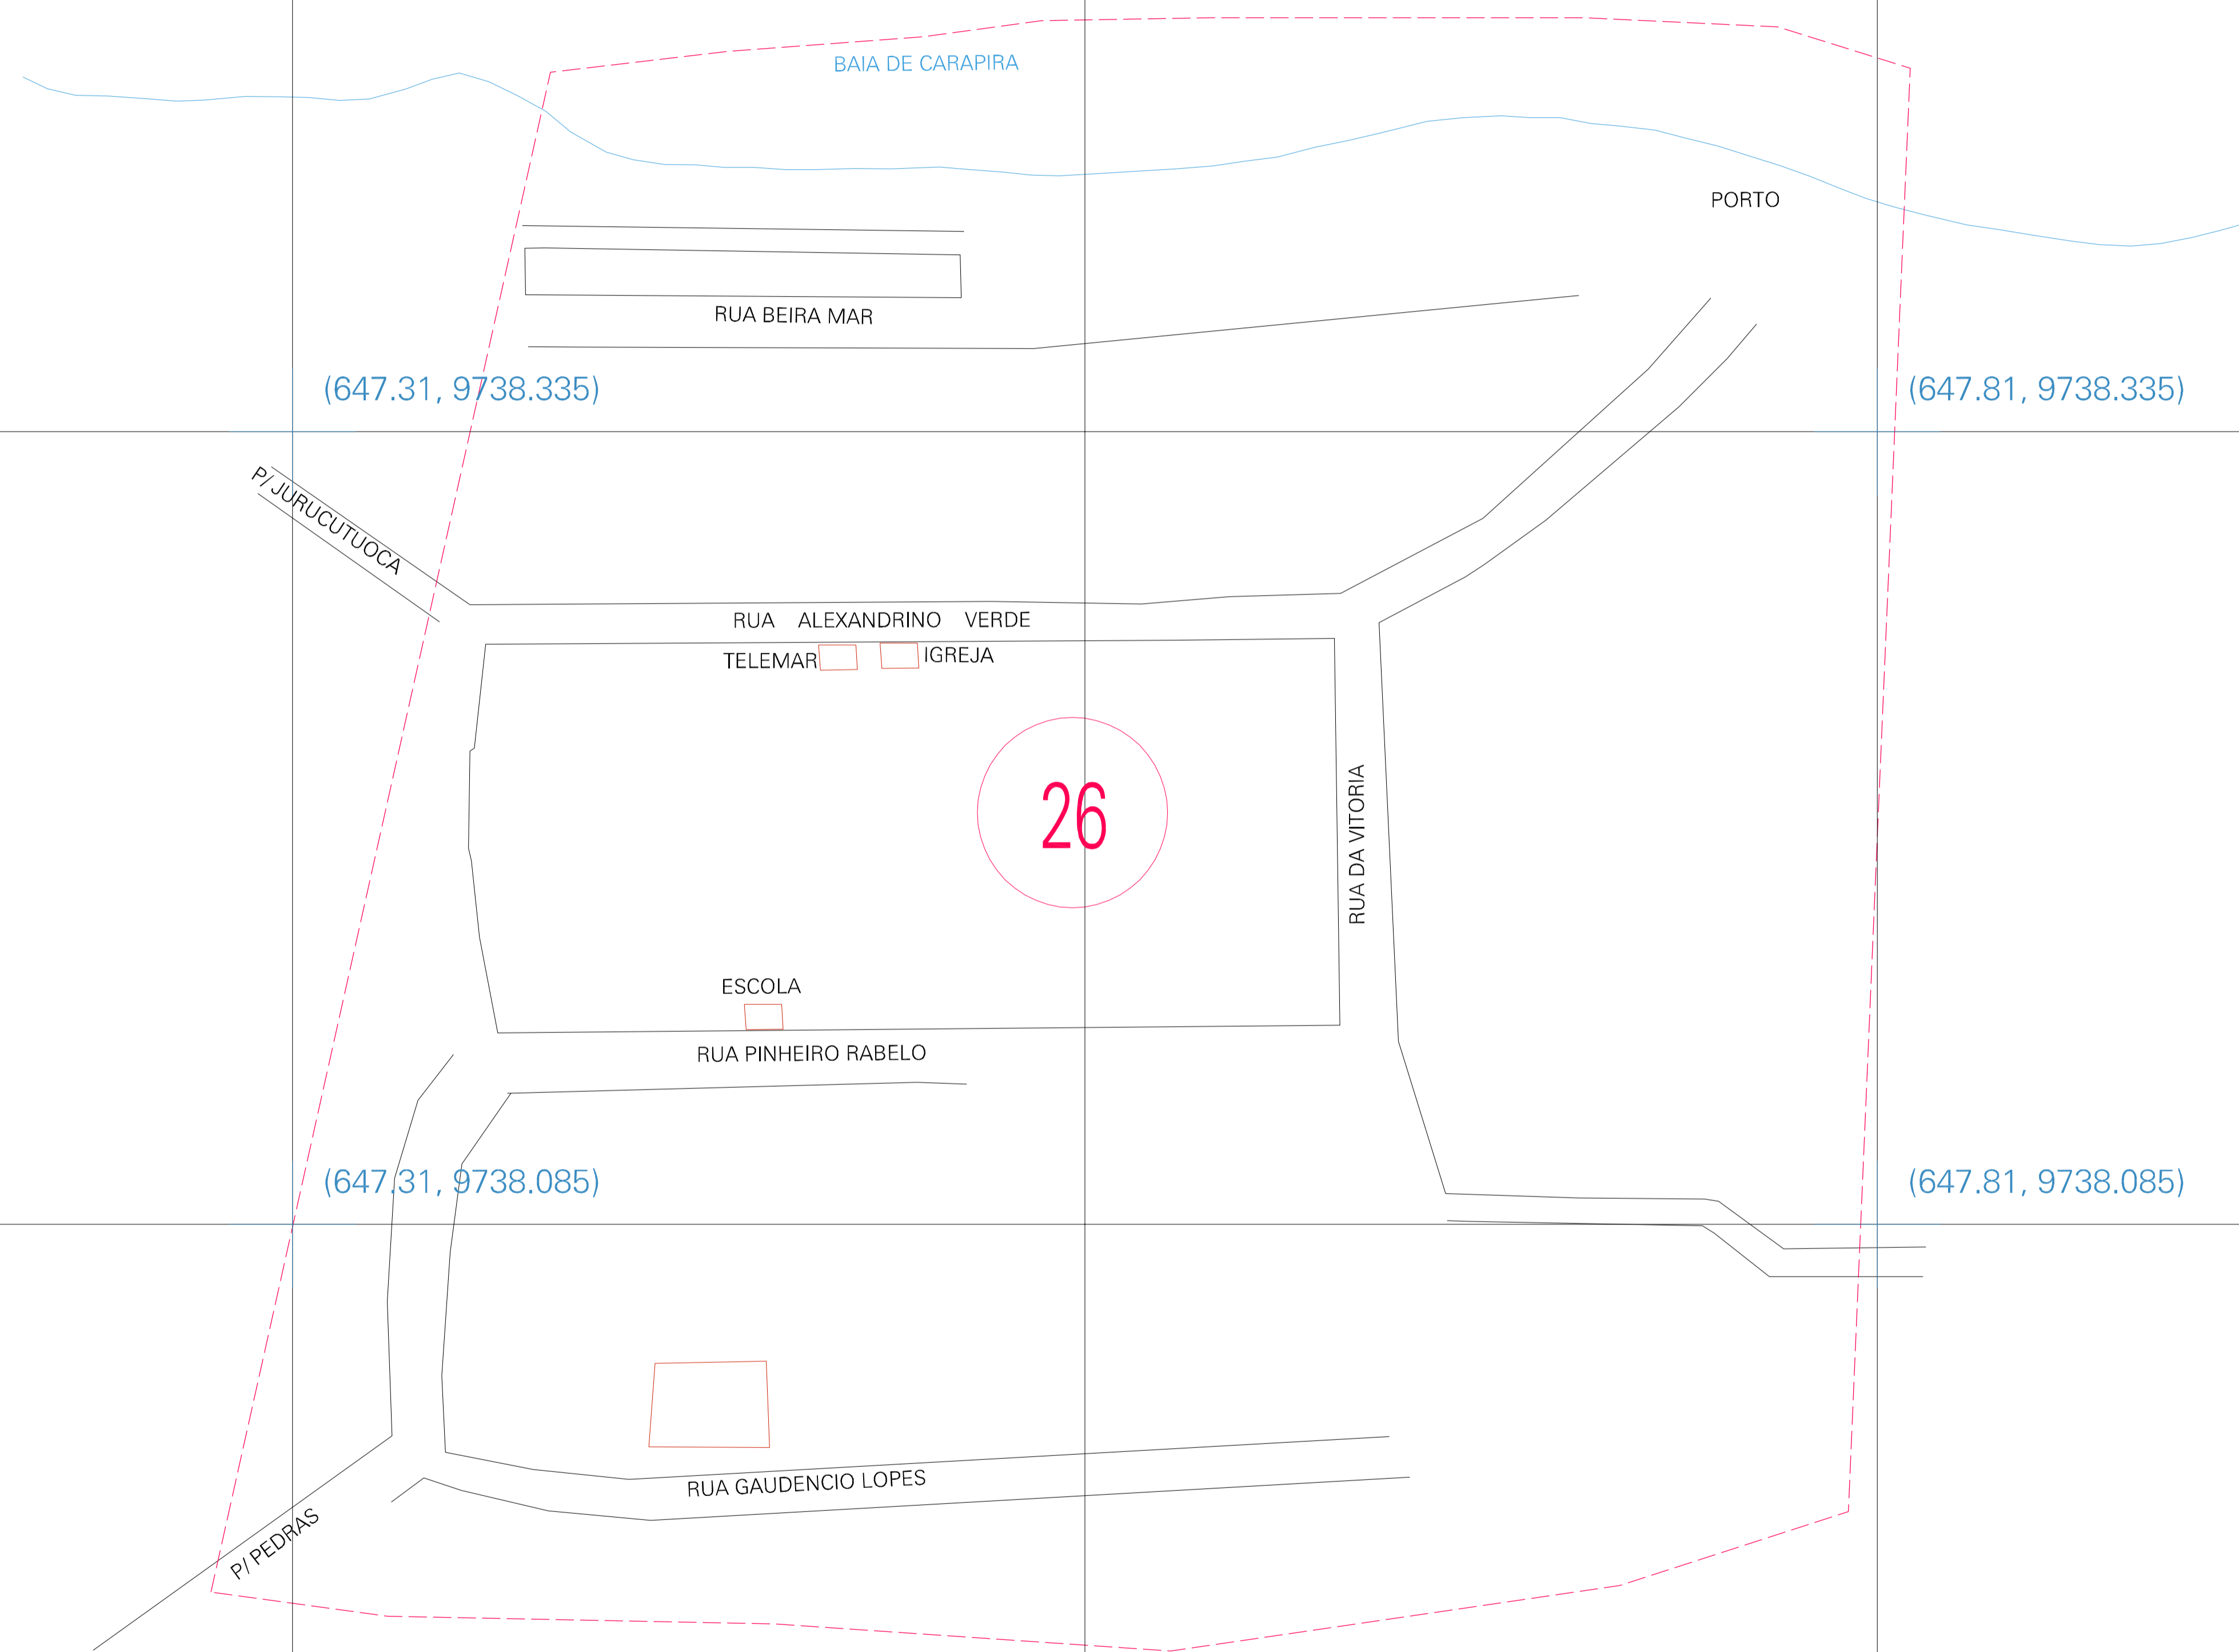 BAIA DE CARAPIRA
PORTO
RUA BEIRA MAR
(647.31, 9738.335)
(647.81, 9738.335)
P/ JURUCUTUOCA
RUA ALEXANDRINO VERDE
TELEMAR
IGREJA
26
RUA DA VITORIA
ESCOLA
RUA PINHEIRO RABELO
(647.31, 9738.085)
(647.81, 9738.085)
RUA GAUDENCIO LOPES
P/ PEDRAS